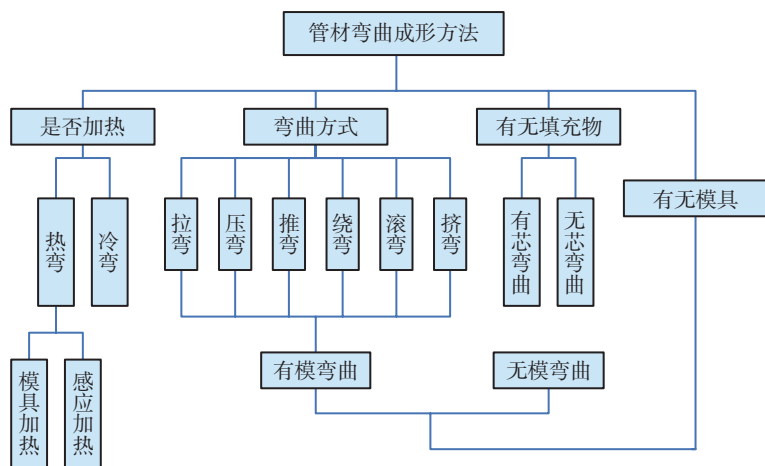 管材弯曲成形方法
是否加热
弯曲方式
有无填充物
有无模具
热弯
冷弯
拉弯
压弯
推弯
绕弯
滚弯
挤弯
有芯弯曲
无芯弯曲
模具加热
感应加热
有模弯曲
无模弯曲